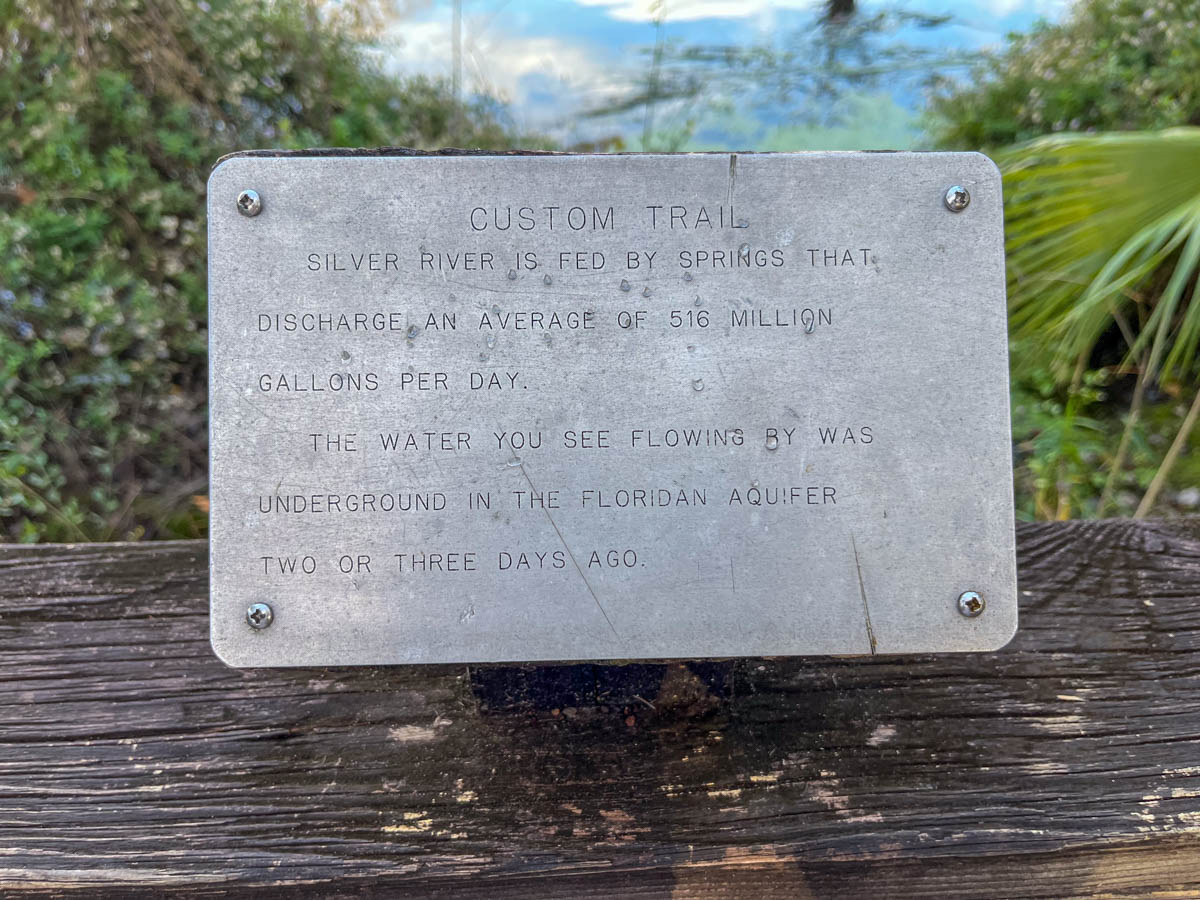 CUSTOM TRAIL
SILVER RIVER IS FED BY SPRINGS THAT
DISCHARGE AN AVERAGE OF 516 MILLION
GALLONS PER DAY.
THE WATER YOU SEE FLOWING BY WAS
UNDERGROUND IN THE FLORIDAN AQUIFER
TWO OR THREE DAYS AGO.